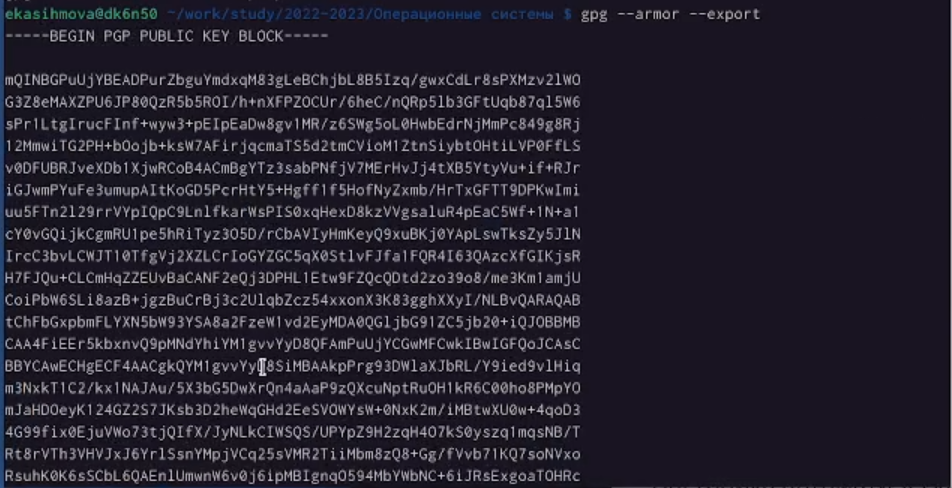 ekasihmova@dk6n50 ~/work/study/2022-2023/Операционные системы $ gpg --armor --export
-----BEGIN PGP PUBLIC KEY BLOCK-----
mQINBGPuUjYBEADPurZbguYmdxqM83gLeBChjbL8B5Izq/gwxCdLr8sPXMzv2lWO
G3Z8eMAXZPU6JP80QzR5b5ROI/h+nXFPZOCUr/6heC/nQRp5lb3GFtUqb87ql5W6
sPr1LtgIrucFInf+wyw3+pEIpEaDw8gv1MR/z6SWg5oL0HwbEdrNjMmPc849g8Rj
12MmwiTG2PH+bOojb+ksW7AFirjqcmaTS5d2tmCVioM1ZtnSiybtOHtiLVP0FfLS
v0DFUBRJveXDb1XjwRCoB4ACmBgYTz3sabPNfjV7MErHvJj4tXB5YtyVu+if+RJr
iGJwmPYuFe3umupAItKoGD5PcrHtY5+Hgff1f5HofNyZxmb/HrTxGFTT9DPKwImi
uu5FTn2l29rrVYpIQpC9LnlfkarWsPIS0xqHexD8kzVVgsaluR4pEaC5Wf+1N+a1
cY0vGQijkCgmRU1pe5hRiTyz3O5D/rCbAVIyHmKeyQ9xuBKj0YApLswTksZy5JlN
IrcC3bvLCWJT10TfgVj2XZLCrIoGYZGC5qX0StlvFJfa1FQR4I63QAzcXfGIKjsR
H7FJQu+CLCmHqZZEUvBaCANF2eQj3DPHL1Etw9FZQcQDtd2zo39o8/me3Km1amjU
CoiPbW6SLi8azB+jgzBuCrBj3c2UlqbZcz54xxonX3K83gghXXyI/NLBvQARAQAB
tChFbGxpbmFLYXN5bW93YSA8a2FzeW1vd2EyMDA0QGljbG91ZC5jb20+iQJOBBMB
CAA4FiEEr5kbxnvQ9pMNdYhiYM1gvvYyD8QFAmPuUjYCGwMFCwkIBwIGFQoJCAsC
BBYCAwECHgECF4AACgkQYM1gvvYyD8SiMBAAkpPrg93DWlaXJbRL/Y9ied9vlHiq
m3NxkT1C2/kx1NAJAu/5X3bG5DwXrQn4aAaP9zQXcuNptRuOH1kR6C00ho8PMpYO
mJaHDOeyK124GZ2S7JKsb3D2heWqGHd2EeSVOWYsW+0NxK2m/iMBtwXU0w+4qoD3
4G99fix0EjuVWo73tjQIfX/JyNLkCIWSQS/UPYpZ9H2zqH4O7kS0yszq1mqsNB/T
Rt8rVTh3VHVJxJ6YrlSsnYMpjVCq25sVMR2TiiMbm8zQ8+Gg/fVvb71KQ7soNVxo
RsuhK0K6sSCbL6QAEnlUmwnW6v0j6ipMBIgnqO594MbYWbNC+6iJRsExgoaTOHRc